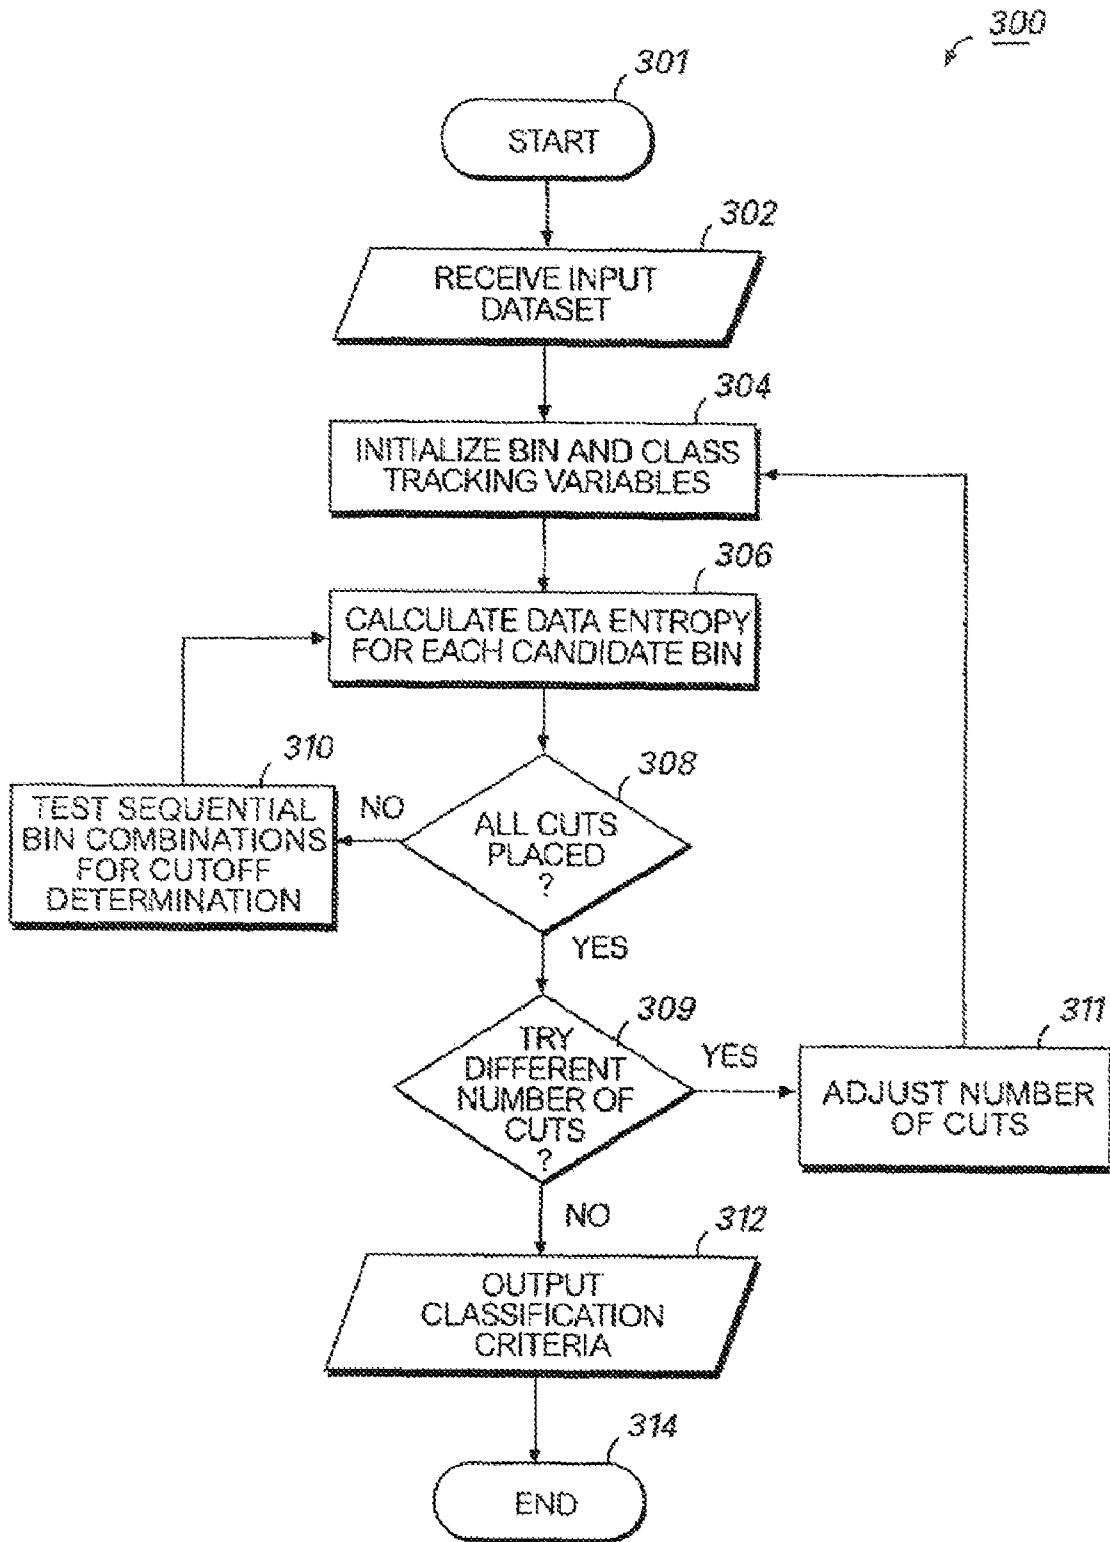 300
301
START
302
RECEIVE INPUT
DATASET
304
INITIALIZE BIN AND CLASS
TRACKING VARIABLES
306
CALCULATE DATA ENTROPY
FOR EACH CANDIDATE BIN
310
TEST SEQUENTIAL
BIN COMBINATIONS
FOR CUTOFF
DETERMINATION
NO
308
ALL CUTS
PLACED
?
YES
309
TRY
DIFFERENT
NUMBER OF
CUTS
?
YES
311
ADJUST NUMBER
OF CUTS
NO
312
OUTPUT
CLASSIFICATION
CRITERIA
314
END